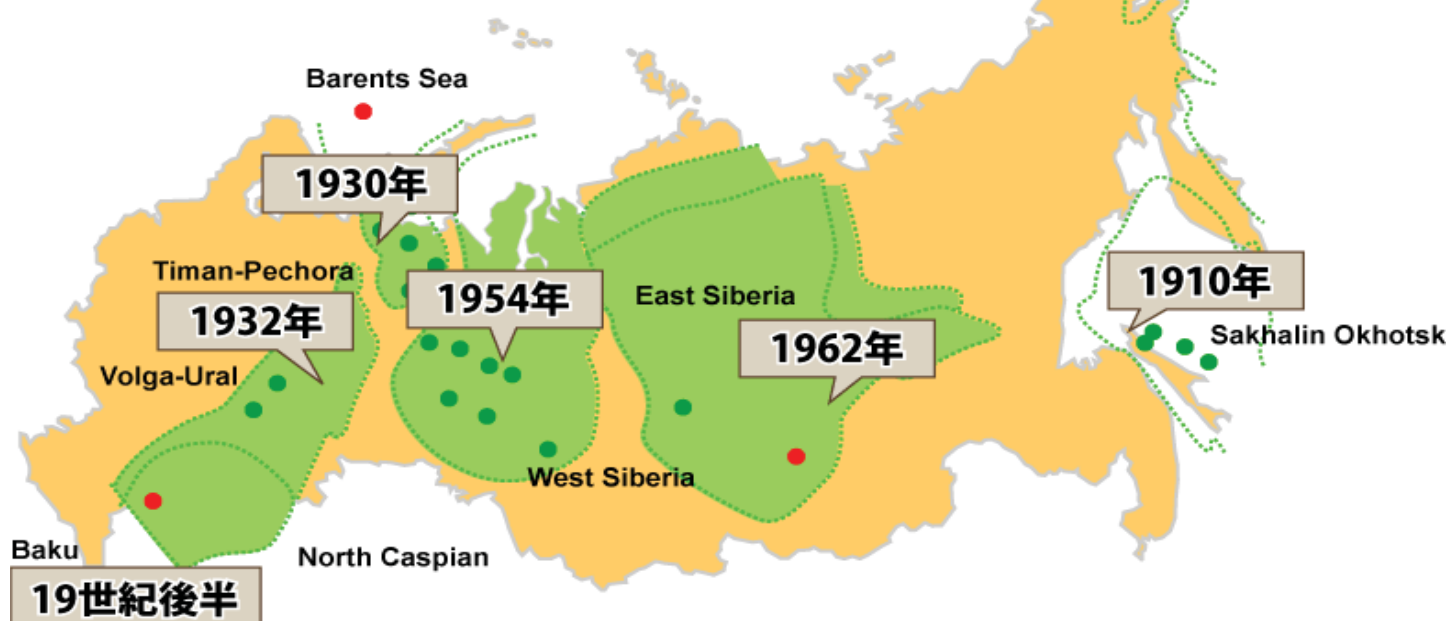 Barents Sea
1930年
Timan-Pechora
1932年
1954年
East Siberia
1910年
Sakhalin Okhotsk
1962年
Volga-Ural
West Siberia
Baku
North Caspian
19世紀後半